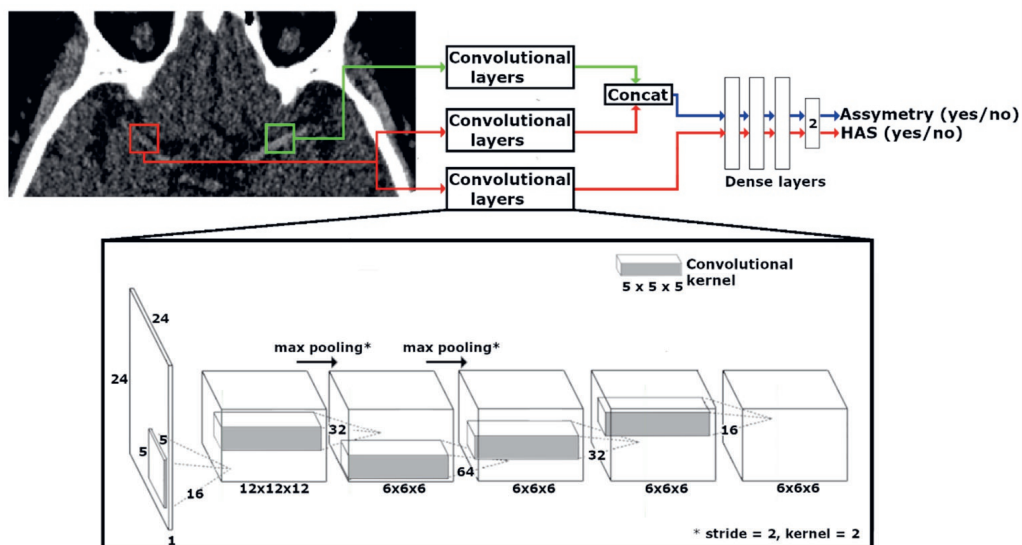 Convolutional
layers
Convolutional
layers
Convolutional
layers
Concat
2
Assymetry (yes/no)
HAS (yes/no)
Dense layers
Convolutional
kernel
5 x 5 x 5
24
24
5
5
16
1
max pooling*
max pooling*
32
64
32
16
12x12x12
6x6x6
6x6x6
6x6x6
6x6x6
* stride = 2, kernel = 2